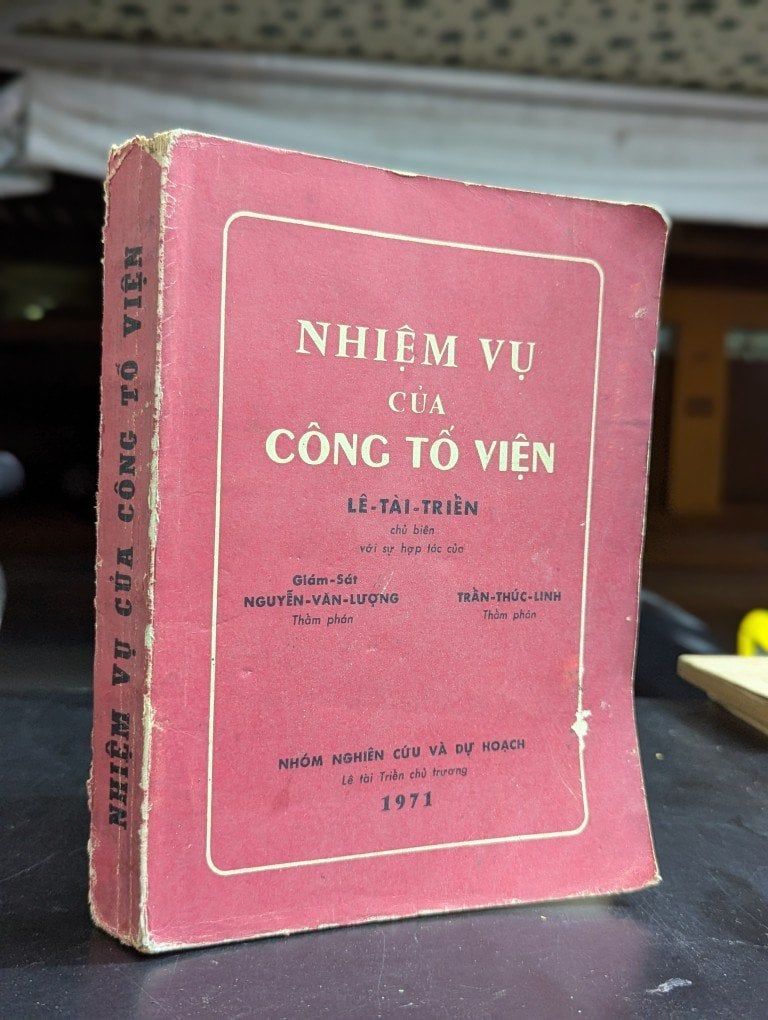 NHIỆM VỤ CỦA CÔNG TỐ VIỆN
NHIỆM VỤ
CỦA
CÔNG TỐ VIỆN
LÊ-TÀI-TRIỂN
chủ biên
với sự hợp tác của
Giám-Sát
NGUYỄN-VĂN-LƯỢNG
Thẩm phán
TRẦN-THÚC-LINH
Thẩm phán
NHÓM NGHIÊN CỨU VÀ DỰ HOẠCH
Lê tài Triển chủ trương
1971